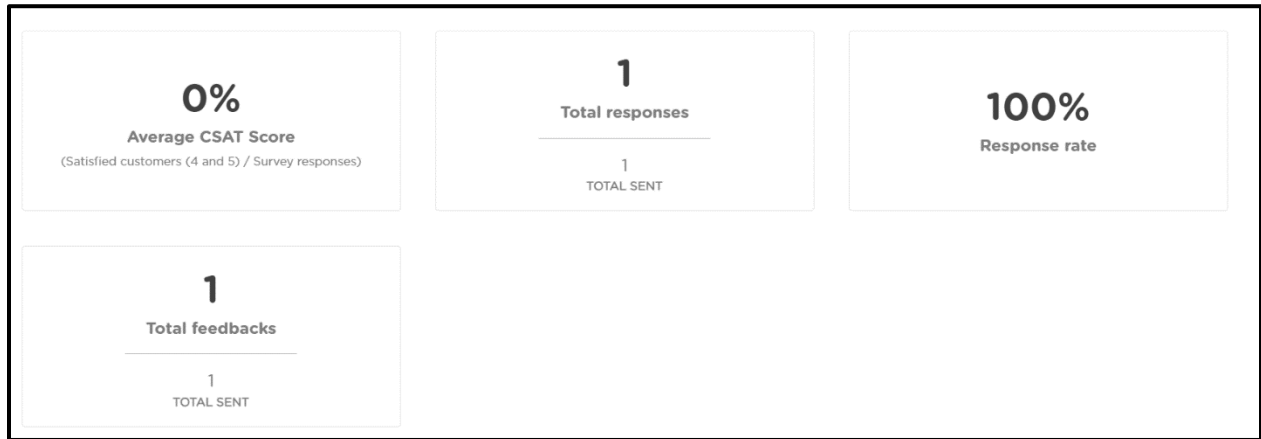 0%
Average CSAT Score
(Satisfied customers (4 and 5) / Survey responses)
1
Total responses
1
TOTAL SENT
100%
Response rate
1
Total feedbacks
1
TOTAL SENT